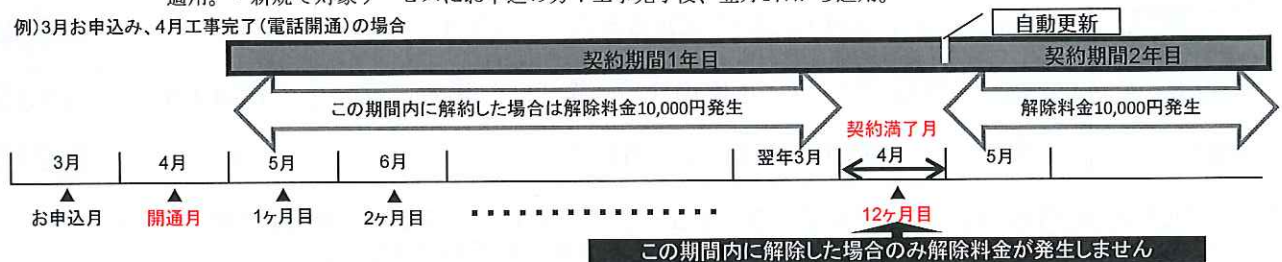 例)3月お申込み、4月工事完了(電話開通)の場合
自動更新
契約期間1年目
契約期間2年目
この期間内に解約した場合は解除料金10,000円発生
解除料金10,000円発生
契約満了月
3月
4月
5月
6月
翌年3月
4月
5月
お申込月
開通月
1ヶ月目
2ヶ月目
12ヶ月目
この期間内に解除した場合のみ解除料金が発生しません